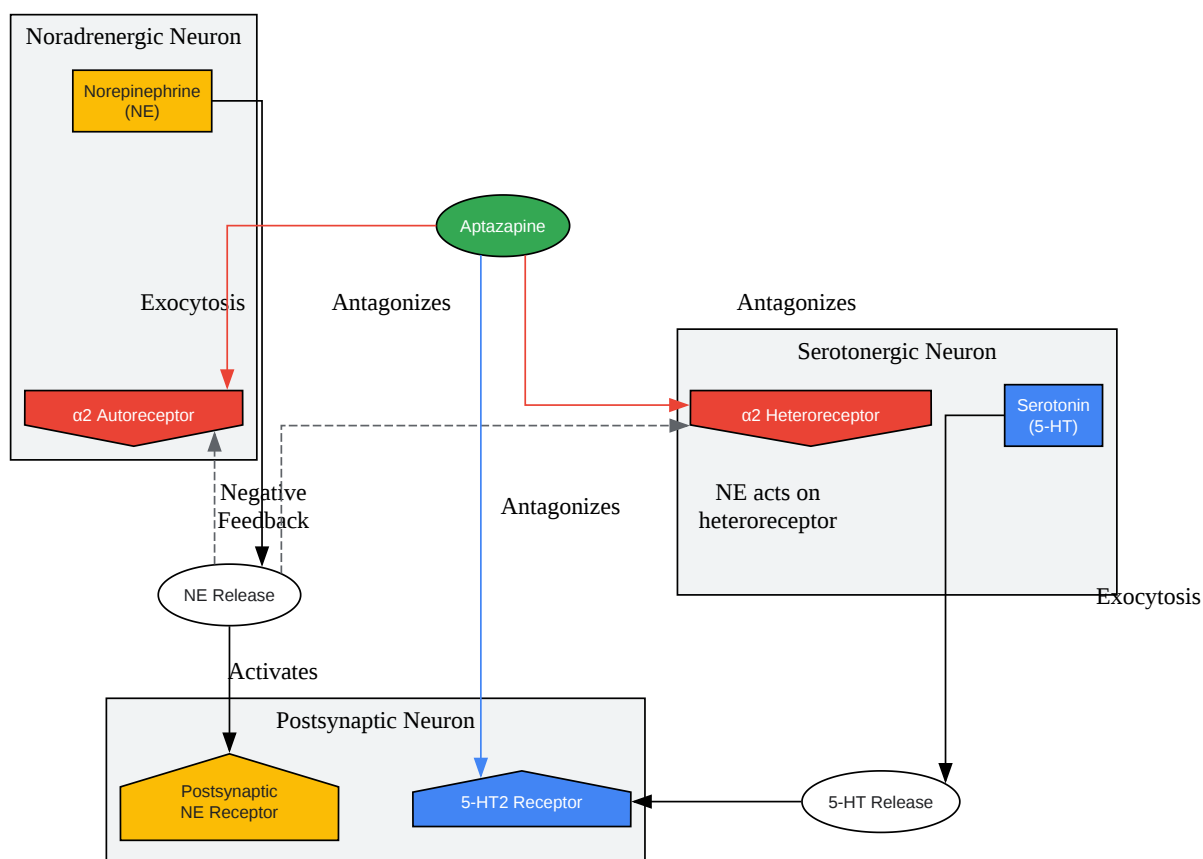 Noradrenergic Neuron
Norepinephrine
(NE)
Aptazapine
Exocytosis
Antagonizes
Antagonizes
Serotonergic Neuron
α2 Autoreceptor
α2 Heteroreceptor
Serotonin
(5-HT)
Negative
Feedback
Antagonizes
NE acts on
heteroreceptor
NE Release
Exocytosis
Activates
Postsynaptic Neuron
Postsynaptic
NE Receptor
5-HT2 Receptor
5-HT Release